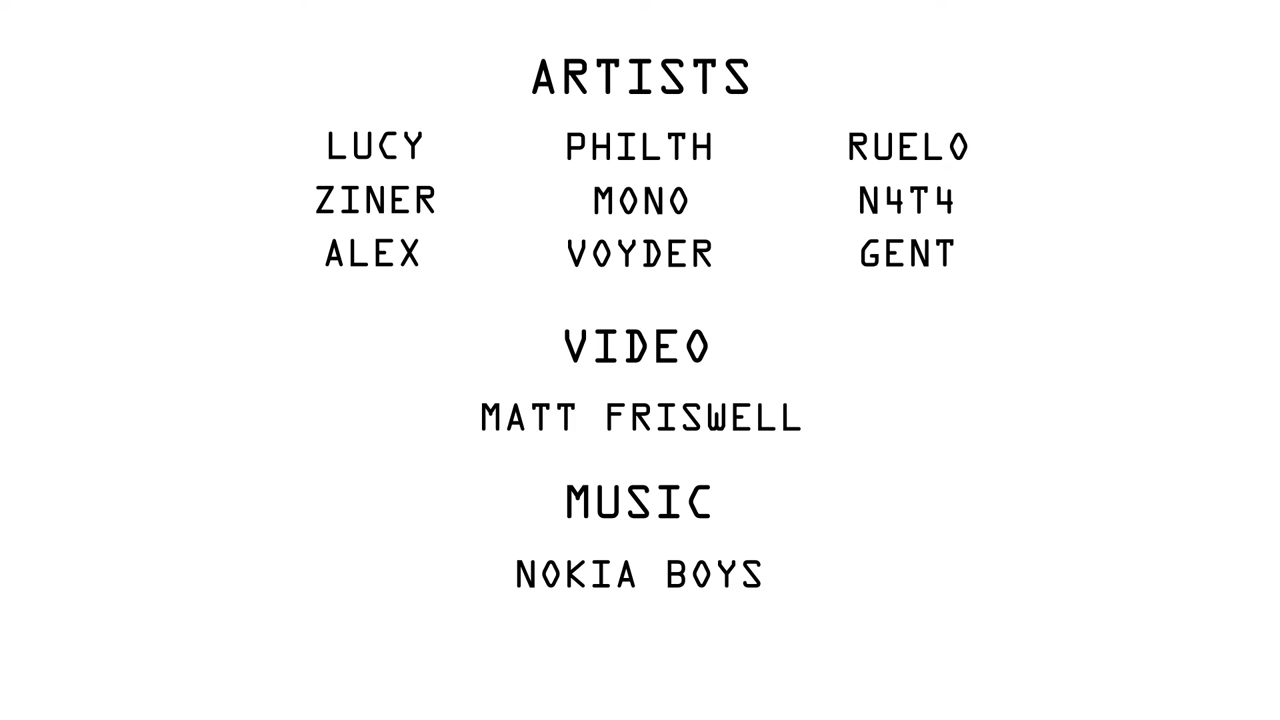 ARTISTS
LUCY PHILTH RUELO
ZINER MONO N4T4
ALEX VOYDER GENT
VIDEO
MATT FRISWELL
MUSIC
NOKIA BOYS